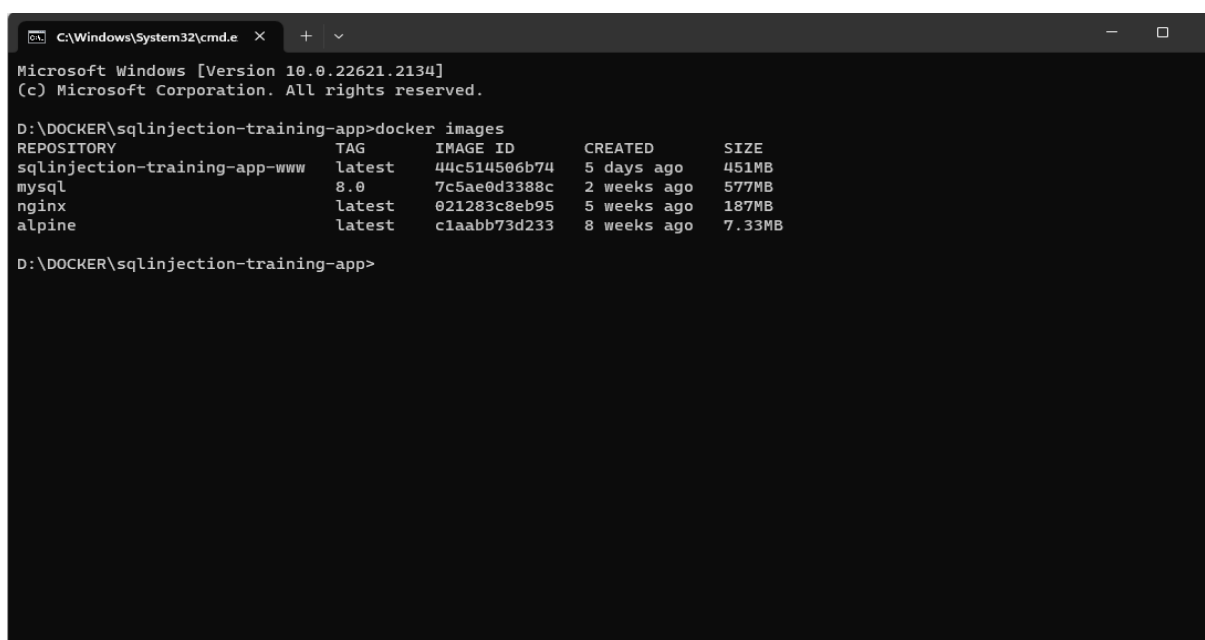 C:\Windows\System32\cmd.e
Microsoft Windows [Version 10.0.22621.2134]
(c) Microsoft Corporation. All rights reserved.
D:\DOCKER\sqlinjection-training-app>docker images
REPOSITORY TAG IMAGE ID CREATED SIZE
sqlinjection-training-app-www latest 44c514506b74 5 days ago 451MB
mysql 8.0 7c5ae0d3388c 2 weeks ago 577MB
nginx latest 021283c8eb95 5 weeks ago 187MB
alpine latest c1aabb73d233 8 weeks ago 7.33MB
D:\DOCKER\sqlinjection-training-app>